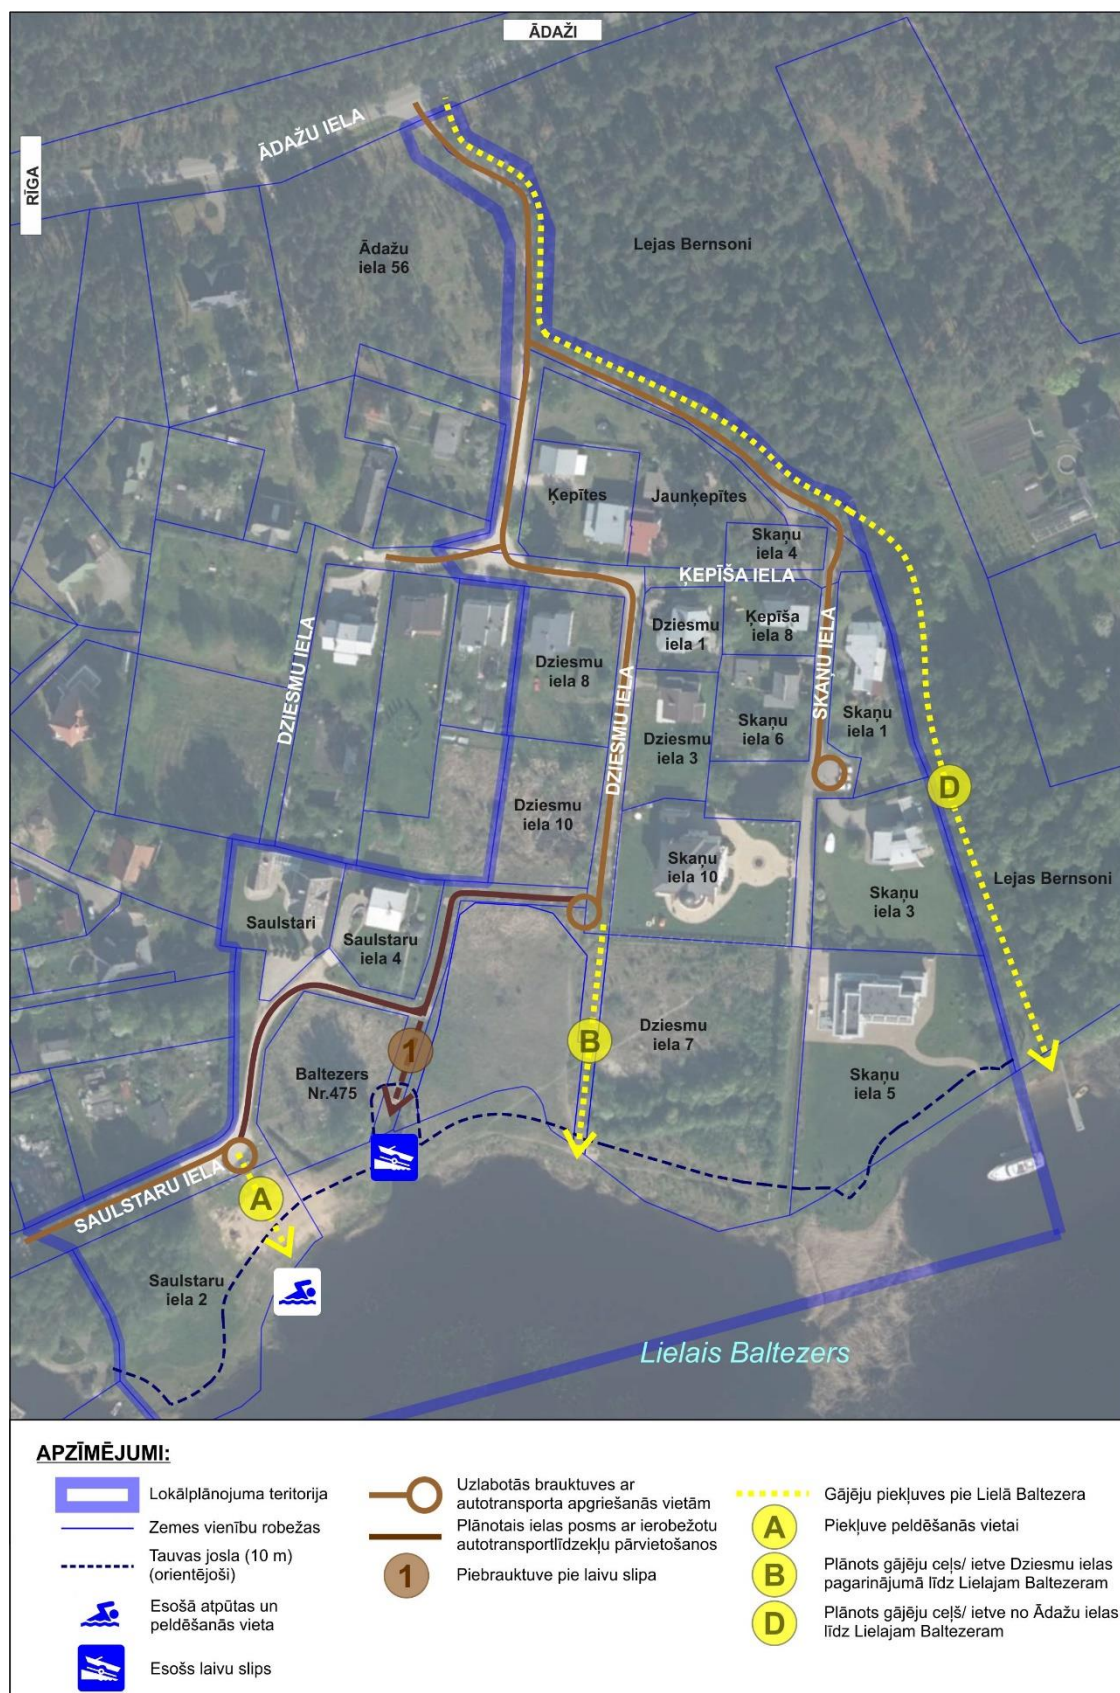 ĀDAŽI
RĪGA
ĀDAŽU IELA
Ādažu
iela 56
Lejas Bernsoni
Ķepītes
Jaunķepītes
Skaņu
iela 4
ĶEPĪŠA IELA
Dziesmu
iela 1
Ķepīša
iela 8
DZIESMU IELA
Dziesmu
iela 8
DZIESMU IELA
Dziesmu
iela 3
Skaņu
iela 6
SKAŅU IELA
Skaņu
iela 1
D
Dziesmu
iela 10
Skaņu
iela 10
Skaņu
iela 3
Lejas Bernsoni
Saulstari
Saulstaru
iela 4
1
B
Dziesmu
iela 7
Baltezers
Nr.475
Skaņu
iela 5
SAULSTARU IELA
A
Saulstaru
iela 2
Lielais Baltezers
APZĪMĒJUMI:
Lokālplānojuma teritorija
Zemes vienību robežas
Tauvas josla (10 m)
(orientējoši)
Esošā atpūtas un
peldēšanās vieta
Esošs laivu slips
Uzlabotās brauktuves ar
autotransporta apgriešanās vietām
Plānotais ielas posms ar ierobežotu
autotransportlīdzekļu pārvietošanos
1
Piebrauktuve pie laivu slipa
Gājēju piekļuves pie Lielā Baltezera
A
Piekļuve peldēšanās vietai
B
Plānots gājēju ceļš/ ietve Dziesmu ielas
pagarinājumā līdz Lielajam Baltezeram
D
Plānots gājēju ceļš/ ietve no Ādažu ielas
līdz Lielajam Baltezeram